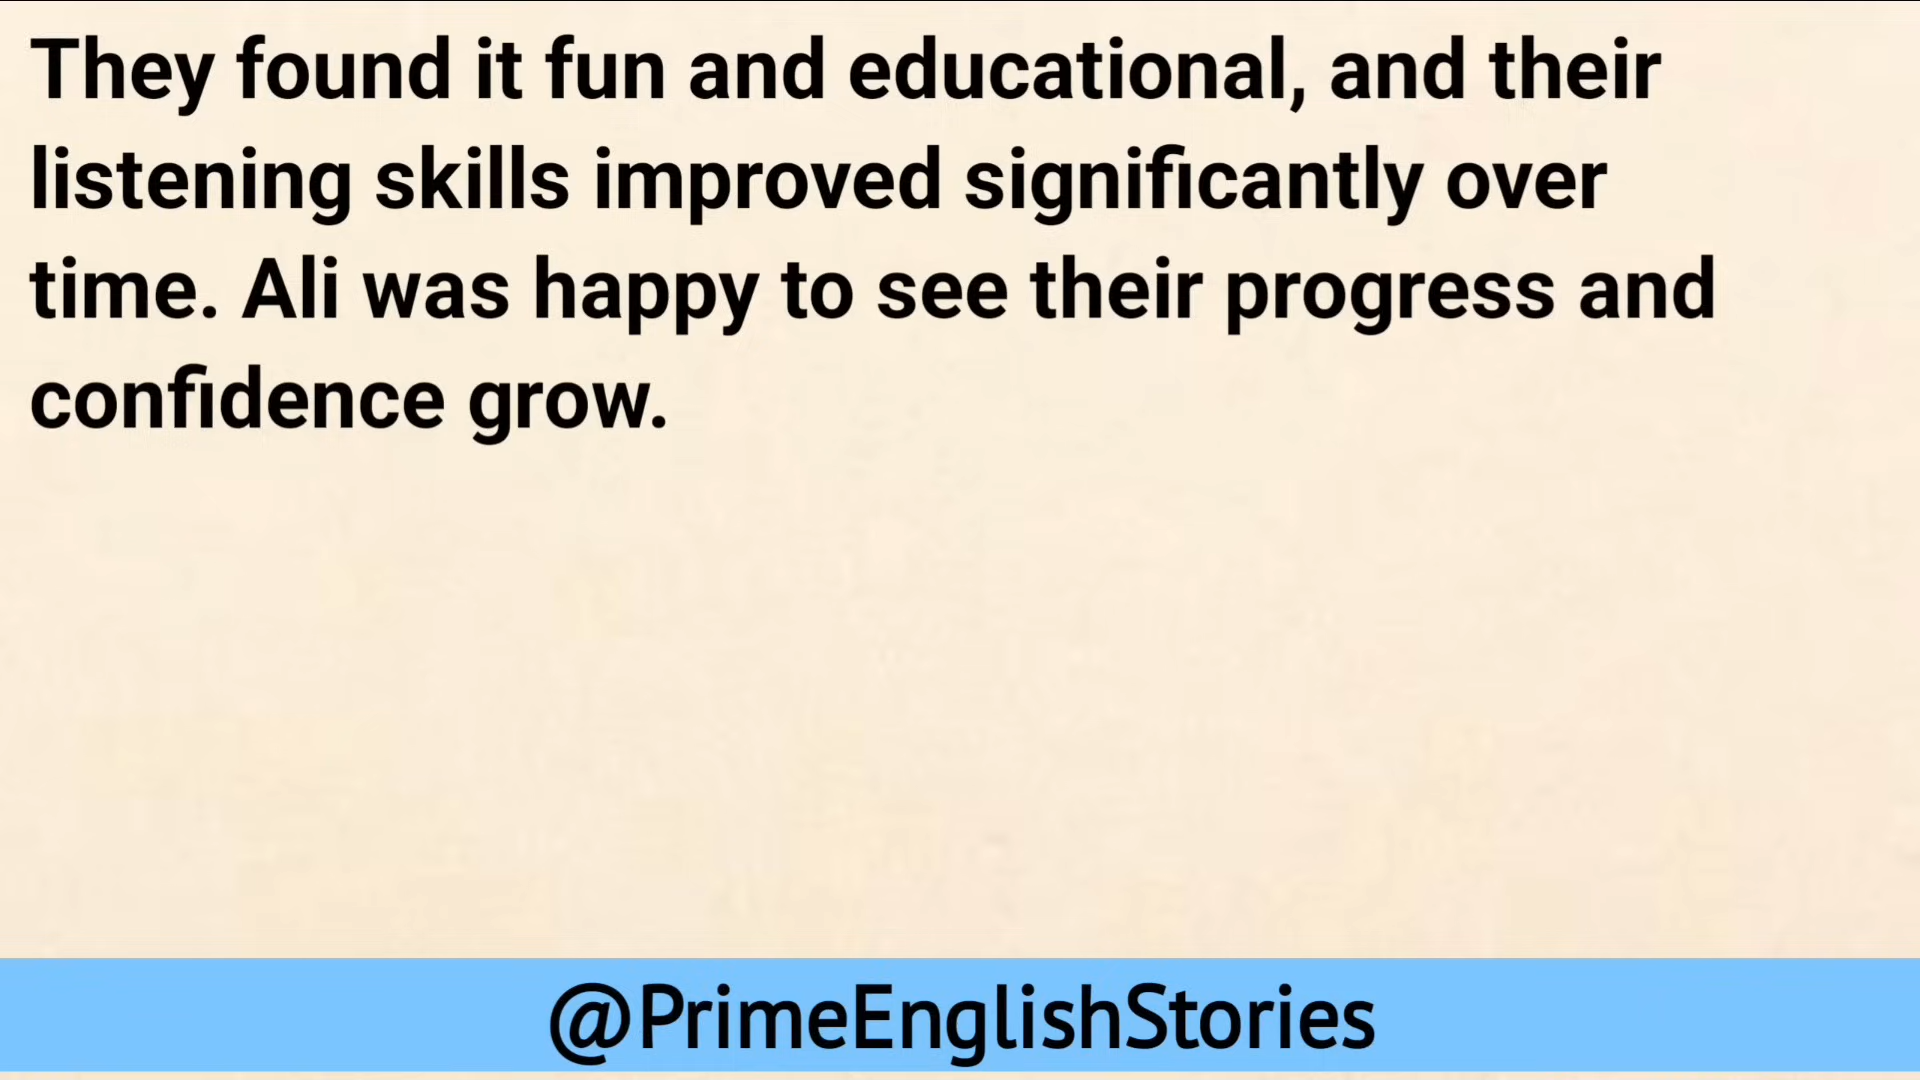 They found it fun and educational, and their
listening skills improved significantly over
time. Ali was happy to see their progress and
confidence grow.
@PrimeEnglishStories